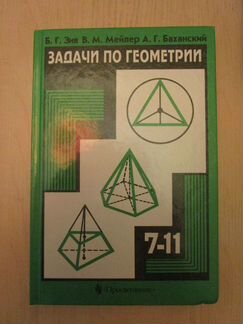 Б. Г. Зив В. М. Мейлер А. Г. Баханский
ЗАДАЧИ ПО ГЕОМЕТРИИ
7-11
«Просвещение»